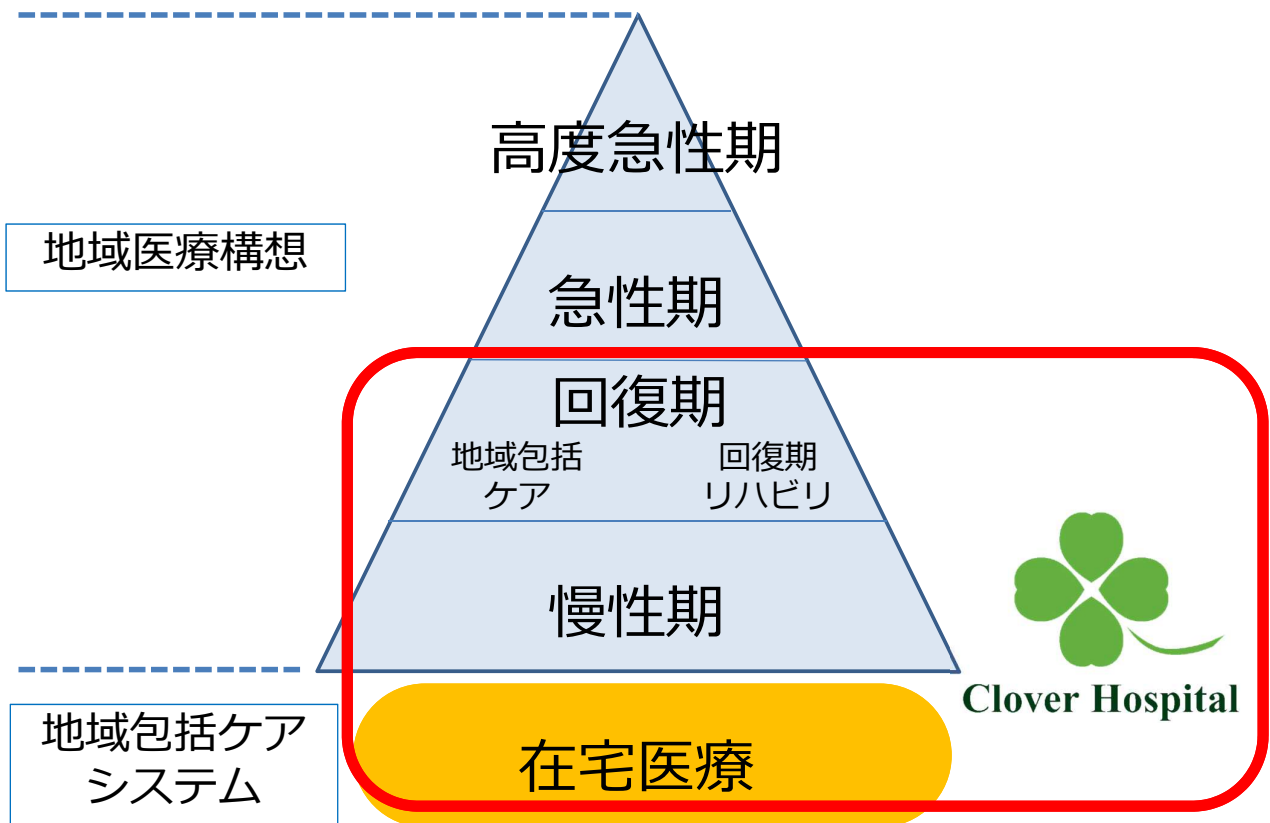 高度急性期
地域医療構想
急性期
回復期
地域包括
ケア
回復期
リハビリ
慢性期
Clover Hospital
地域包括ケア
システム
在宅医療